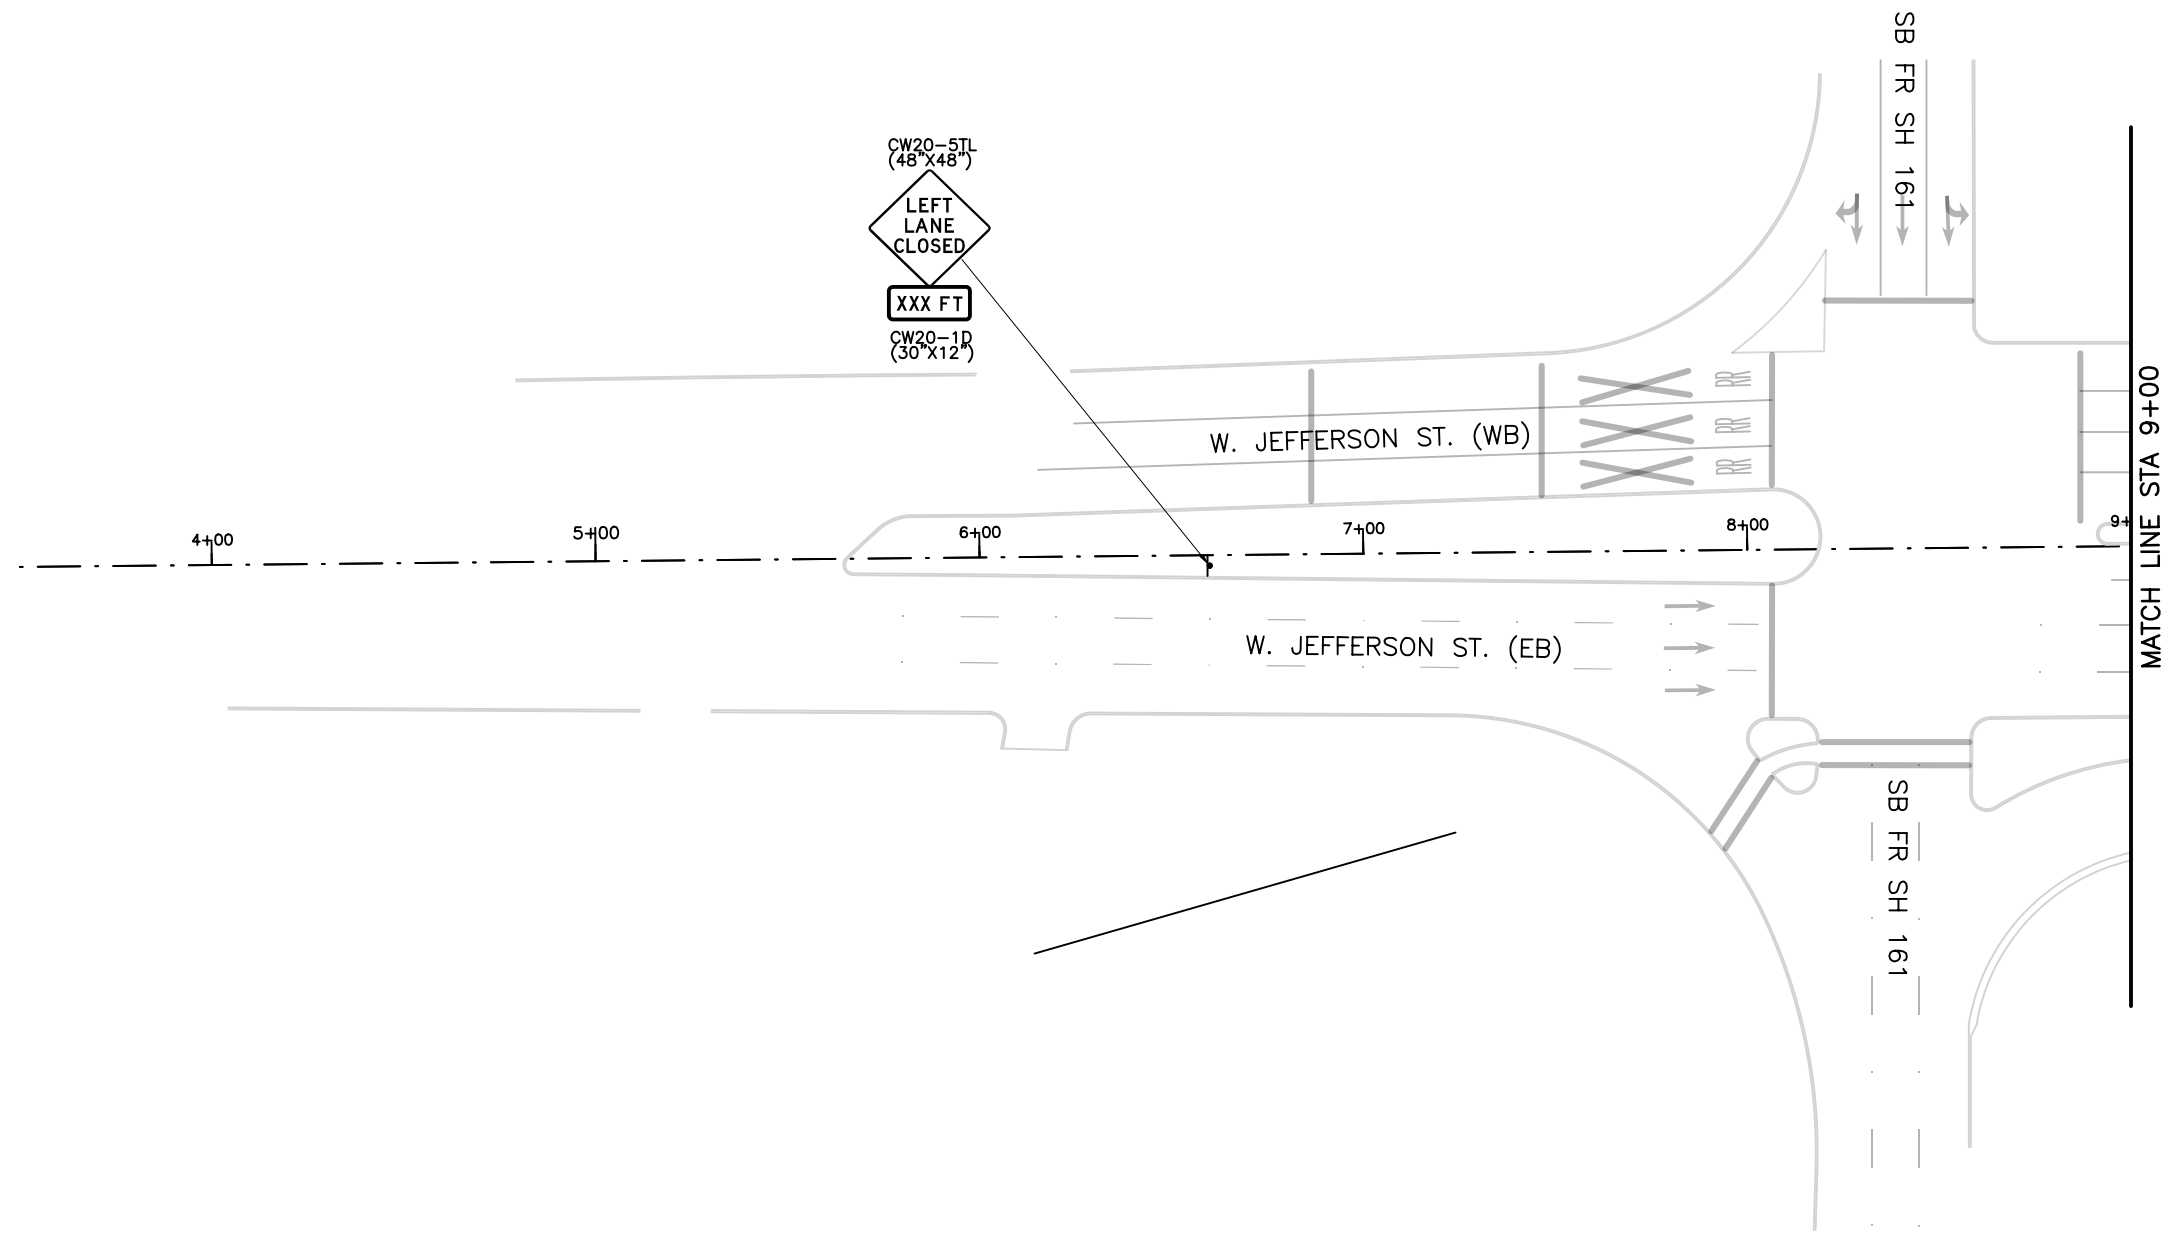 SB FR SH 161
CW20-5TL
(48"X48")
LEFT
LANE
CLOSED
XXX FT
CW20-1D
(30"X12")
RR
RR
RR
W. JEFFERSON ST. (WB)
4+00
5+00
6+00
7+00
8+00
9+
MATCH LINE STA 9+00
W. JEFFERSON ST. (EB)
SB FR SH 161